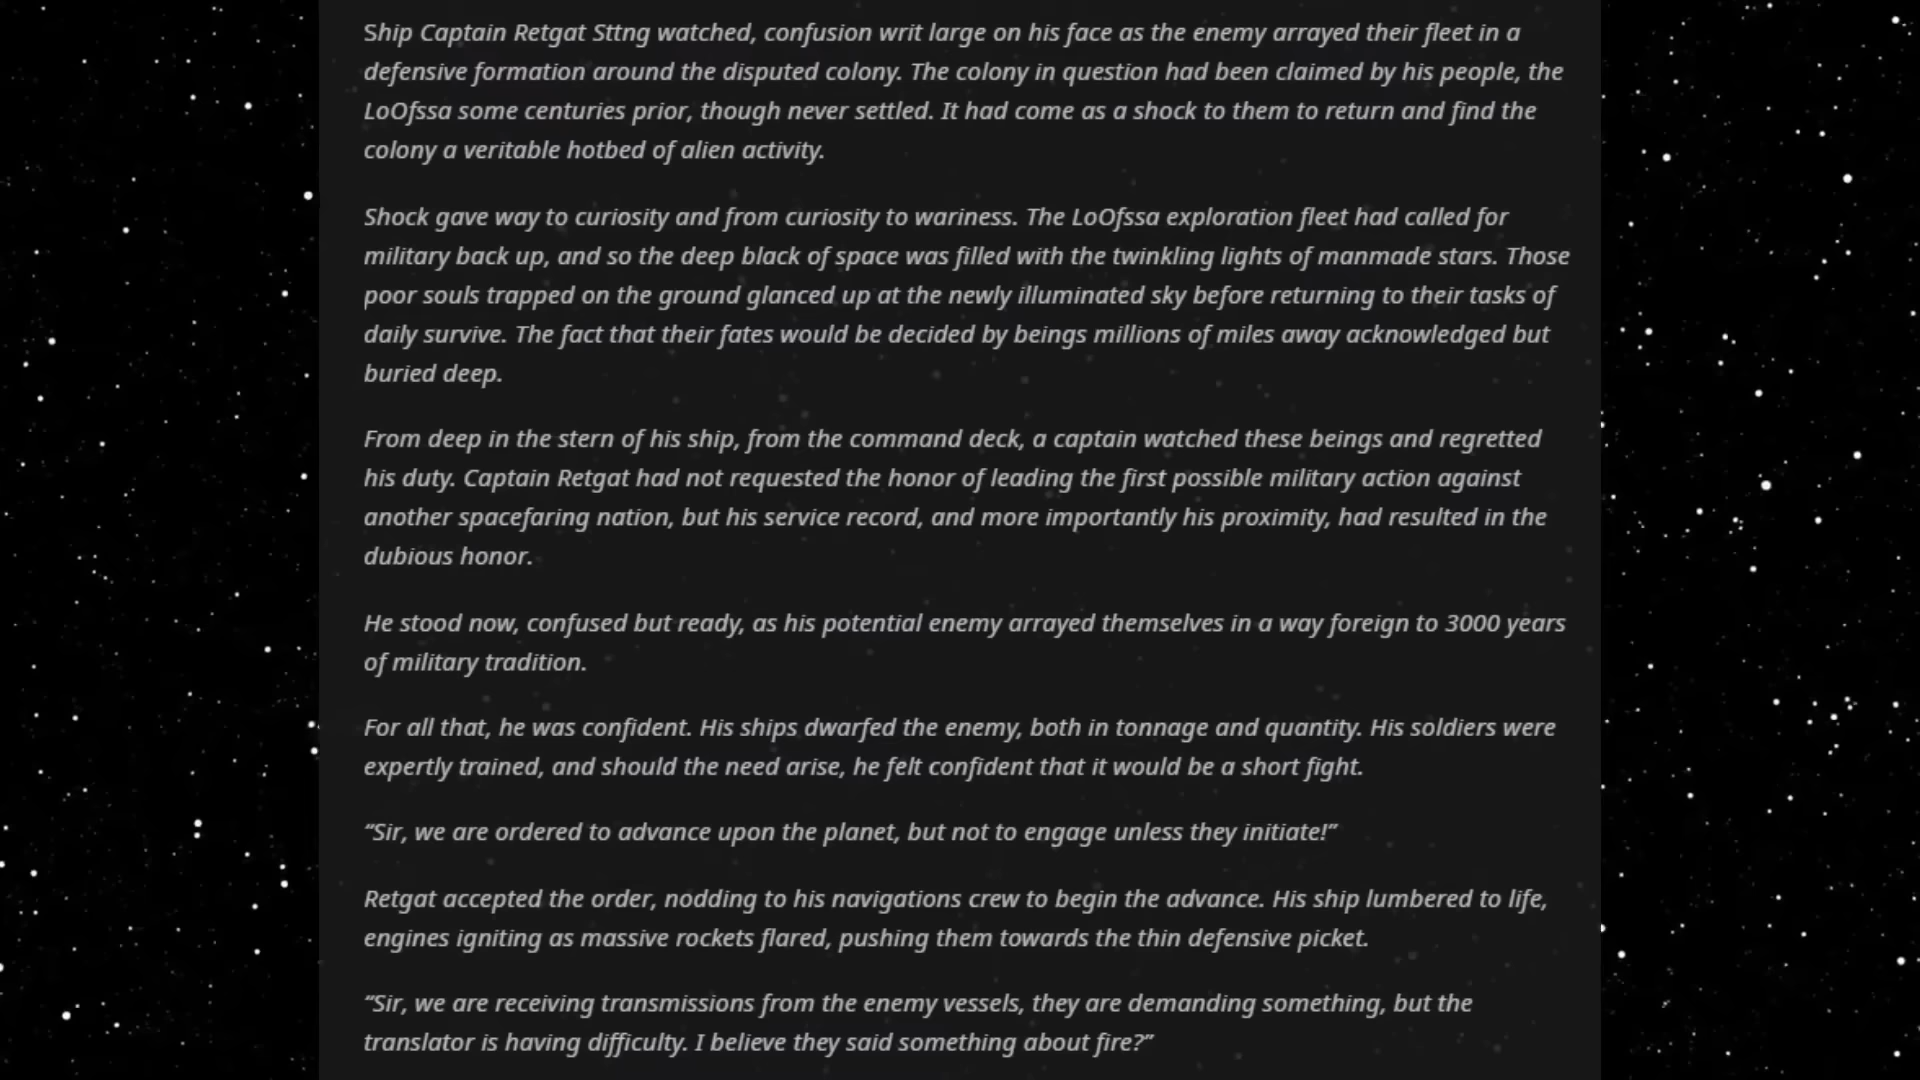 Ship Captain Retgat Sttng watched, confusion writ large on his face as the enemy arrayed their fleet in a
defensive formation around the disputed colony. The colony in question had been claimed by his people, the
LoOfssa some centuries prior, though never settled. It had come as a shock to them to return and find the
colony a veritable hotbed of alien activity.
Shock gave way to curiosity and from curiosity to wariness. The LoOfssa exploration fleet had called for
military back up, and so the deep black of space was filled with the twinkling lights of manmade stars. Those
poor souls trapped on the ground glanced up at the newly illuminated sky before returning to their tasks of
daily survive. The fact that their fates would be decided by beings millions of miles away acknowledged but
buried deep.
From deep in the stern of his ship, from the command deck, a captain watched these beings and regretted
his duty. Captain Retgat had not requested the honor of leading the first possible military action against
another spacefaring nation, but his service record, and more importantly his proximity, had resulted in the
dubious honor.
He stood now, confused but ready, as his potential enemy arrayed themselves in a way foreign to 3000 years
of military tradition.
For all that, he was confident. His ships dwarfed the enemy, both in tonnage and quantity. His soldiers were
expertly trained, and should the need arise, he felt confident that it would be a short fight.
“Sir, we are ordered to advance upon the planet, but not to engage unless they initiate!”
Retgat accepted the order, nodding to his navigations crew to begin the advance. His ship lumbered to life,
engines igniting as massive rockets flared, pushing them towards the thin defensive picket.
“Sir, we are receiving transmissions from the enemy vessels, they are demanding something, but the
translator is having difficulty. I believe they said something about fire?”